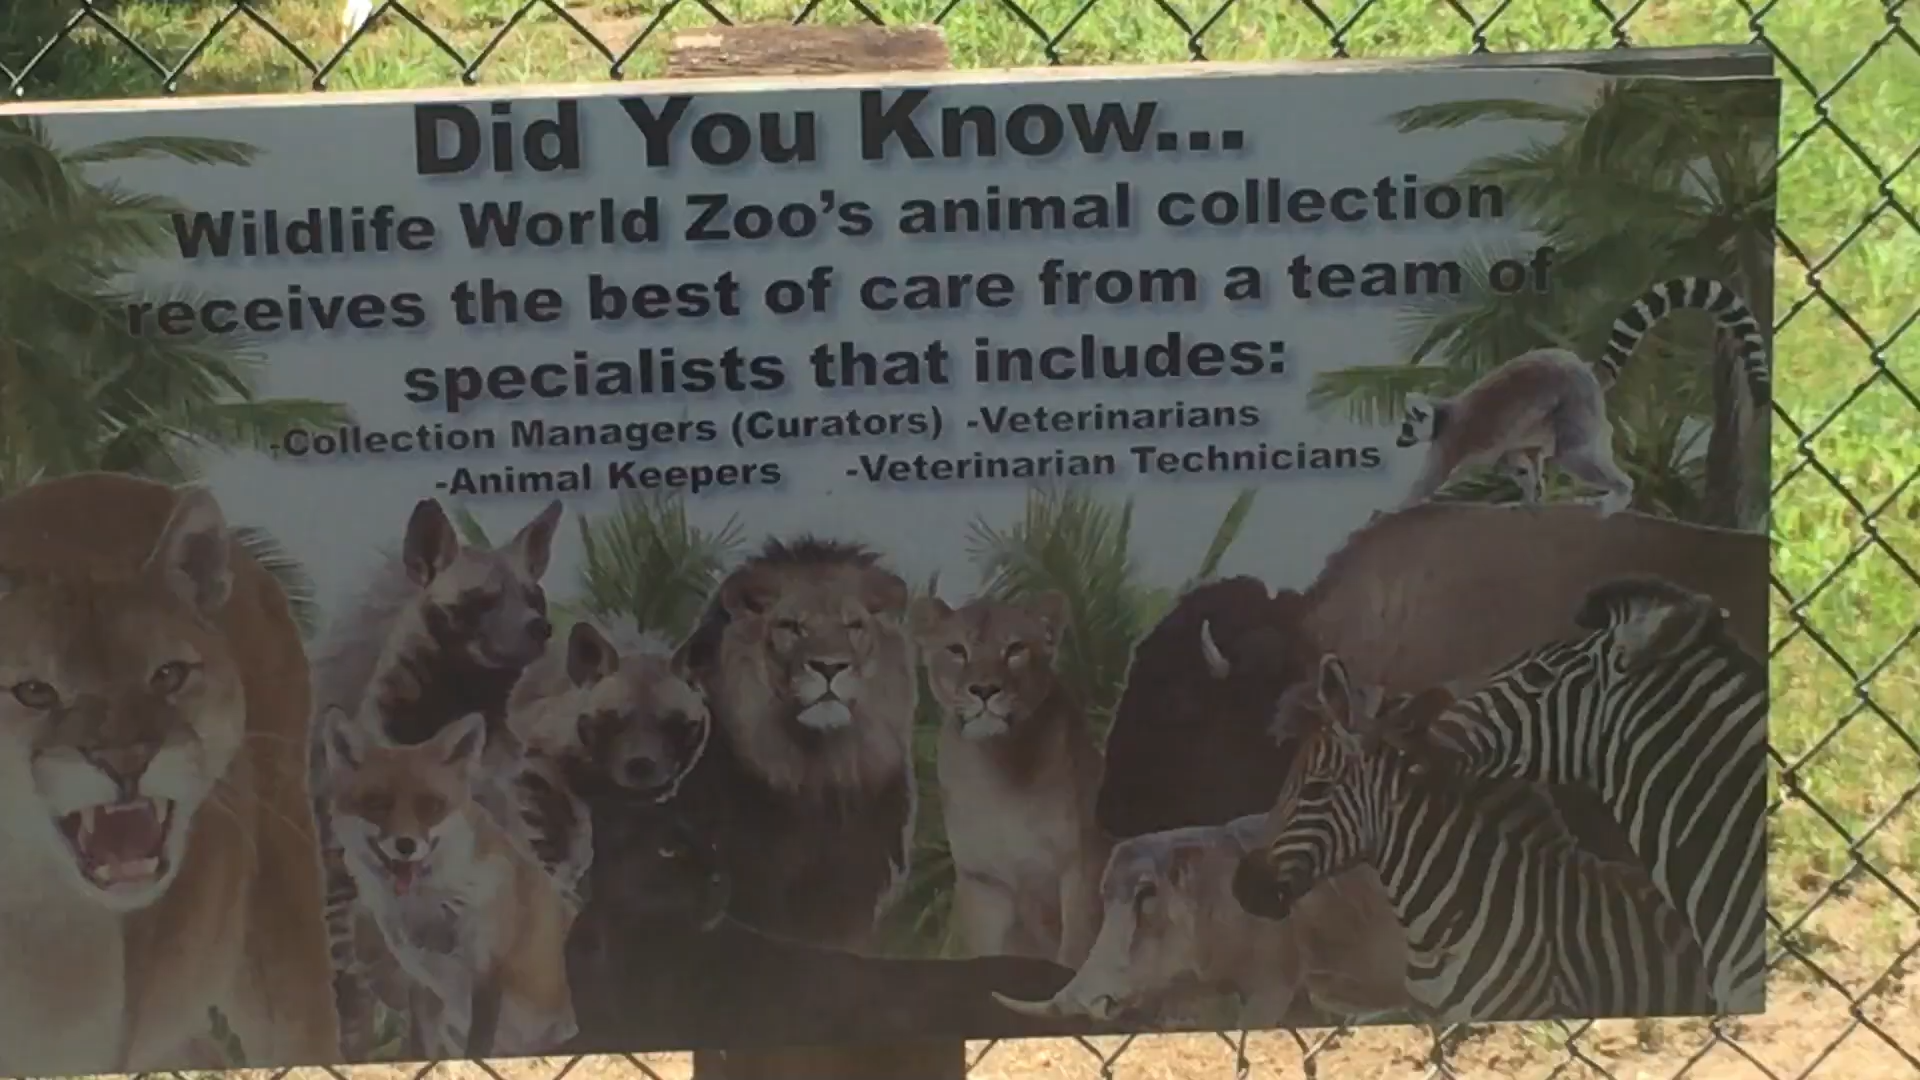 Did You Know...
Wildlife World Zoo's animal collection
receives the best of care from a team of
specialists that includes:
-Collection Managers (Curators) -Veterinarians
-Animal Keepers -Veterinarian Technicians